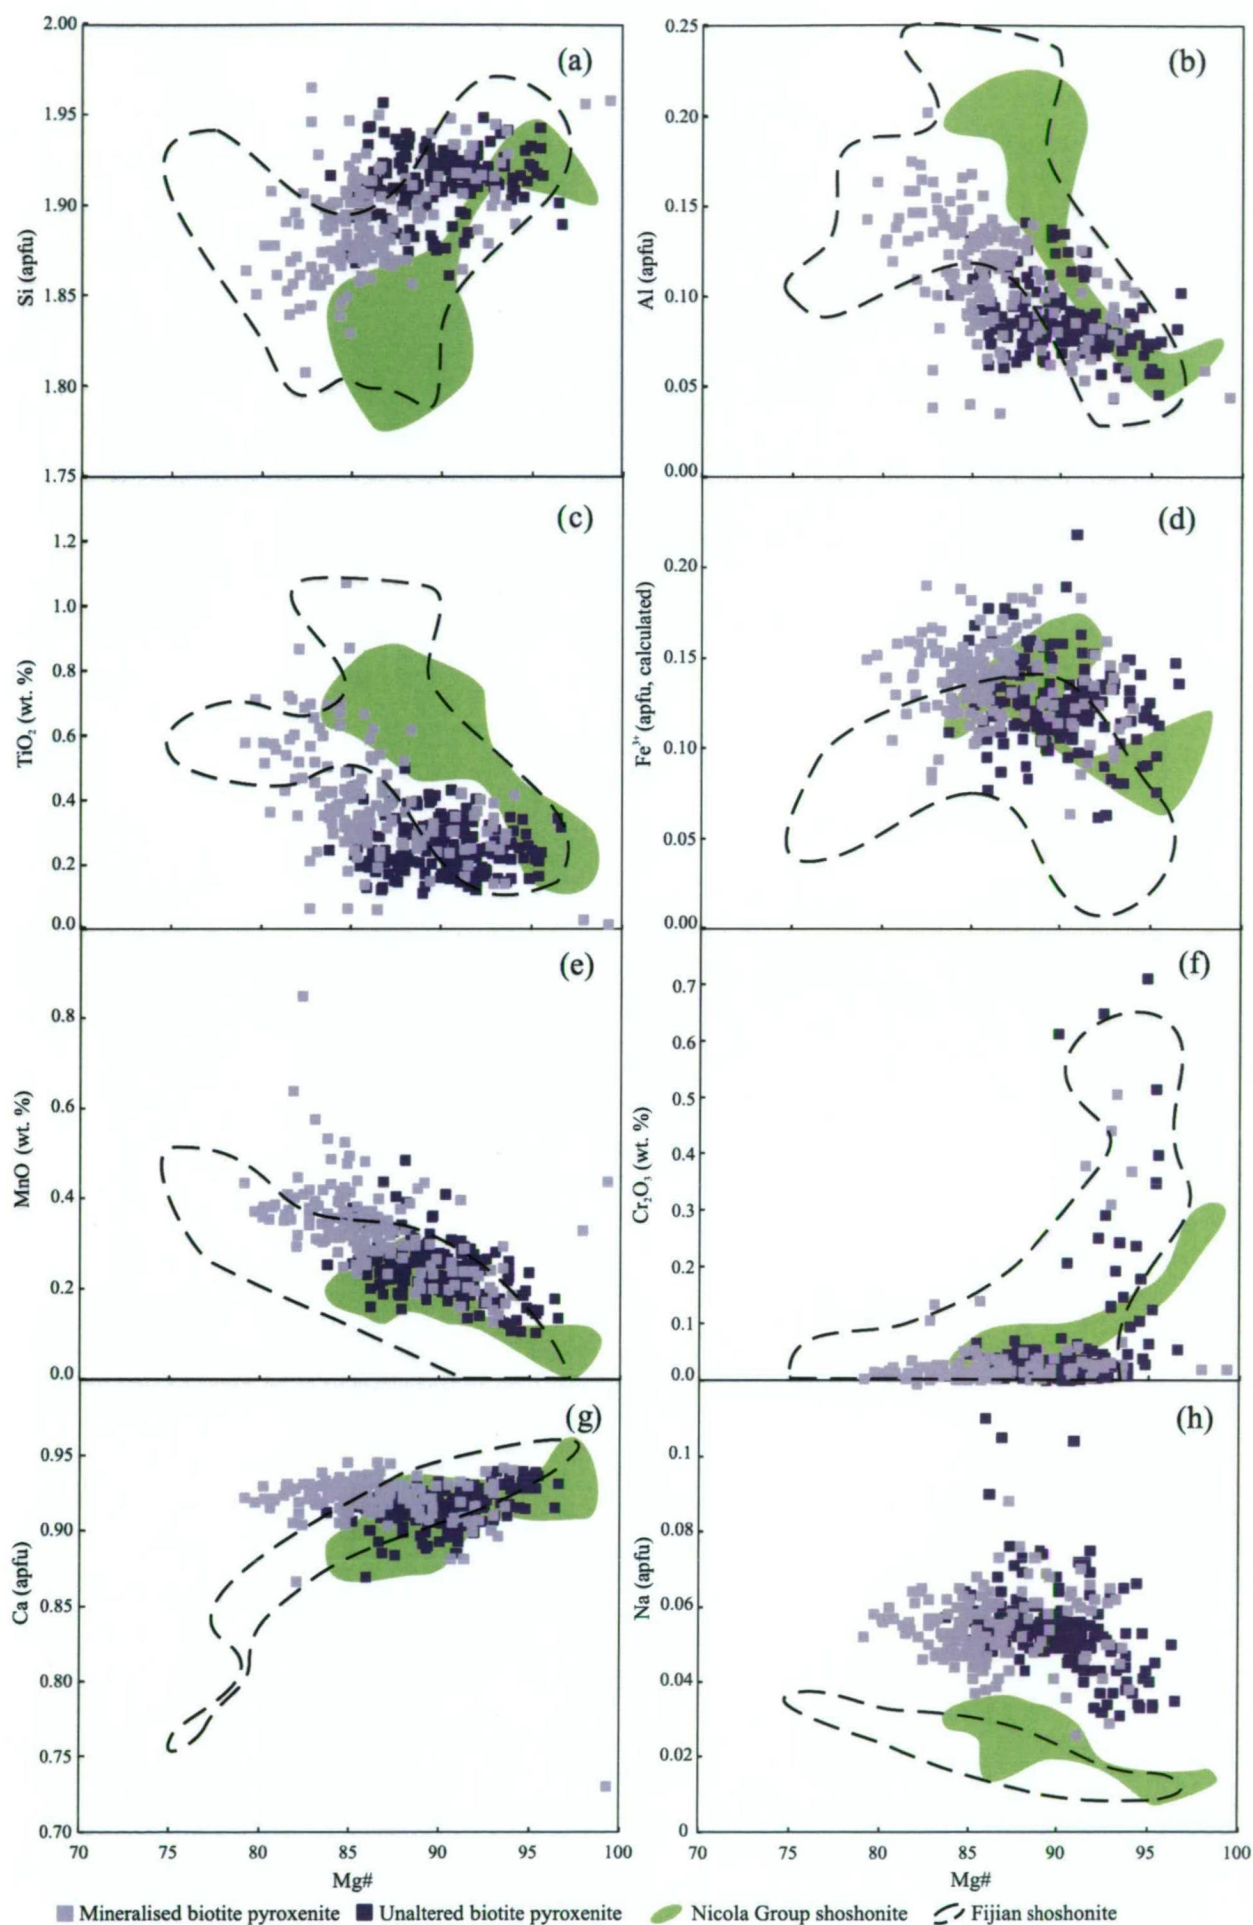 2.00
1.95
1.90
1.85
1.80
1.75
Si (apfu)
(a)
0.25
0.20
0.15
0.10
0.05
0.00
Al (apfu)
(b)
1.2
1.0
0.8
0.6
0.4
0.2
0.0
TiO₂ (wt. %)
(c)
0.20
0.15
0.10
0.05
0.00
Fe³⁺ (apfu, calculated)
(d)
0.8
0.6
0.4
0.2
0.0
MnO (wt. %)
(e)
0.7
0.6
0.5
0.4
0.3
0.2
0.1
0.0
Cr₂O₃ (wt. %)
(f)
0.95
0.90
0.85
0.80
0.75
0.70
Ca (apfu)
(g)
0.1
0.08
0.06
0.04
0.02
0
Na (apfu)
(h)
70 75 80 85 90 95 100
Mg#
70 75 80 85 90 95 100
Mg#
Mineralised biotite pyroxenite Unaltered biotite pyroxenite Nicola Group shoshonite Fijian shoshonite